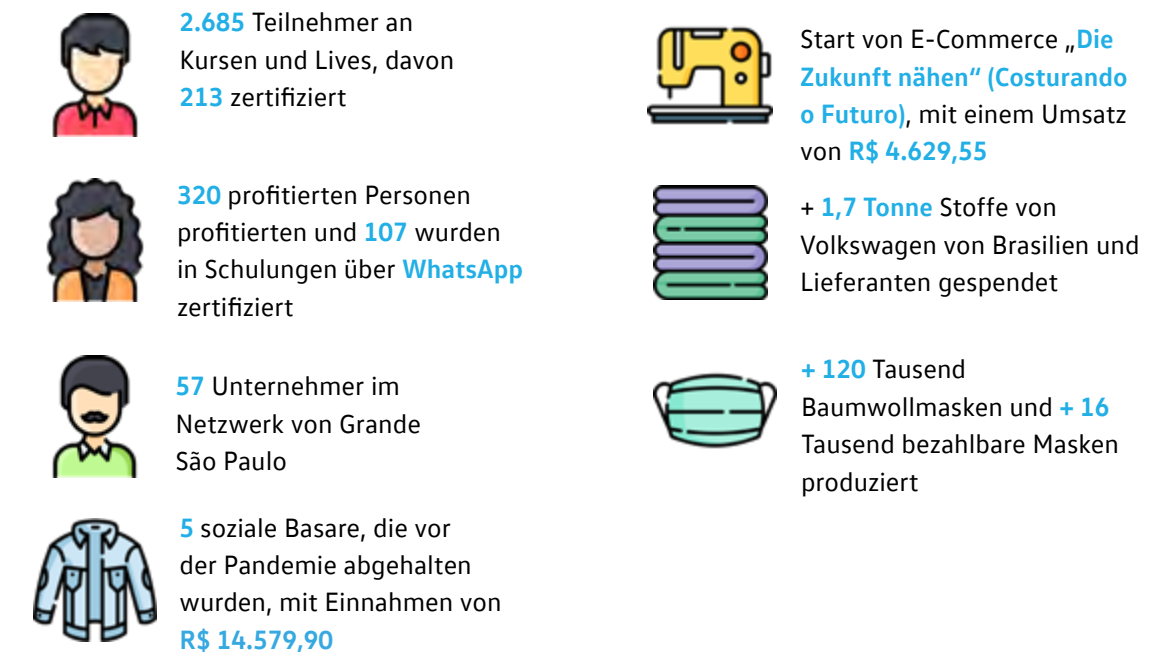 2.685 Teilnehmer an
Kursen und Lives, davon
213 zertifiziert
320 profitierten Personen
profitierten und 107 wurden
in Schulungen über WhatsApp
zertifiziert
57 Unternehmer im
Netzwerk von Grande
São Paulo
5 soziale Basare, die vor
der Pandemie abgehalten
wurden, mit Einnahmen von
R$ 14.579,90
Start von E-Commerce „Die
Zukunft nähen“ (Costurando
o Futuro), mit einem Umsatz
von R$ 4.629,55
+ 1,7 Tonne Stoffe von
Volkswagen von Brasilien und
Lieferanten gespendet
+ 120 Tausend
Baumwollmasken und + 16
Tausend bezahlbare Masken
produziert